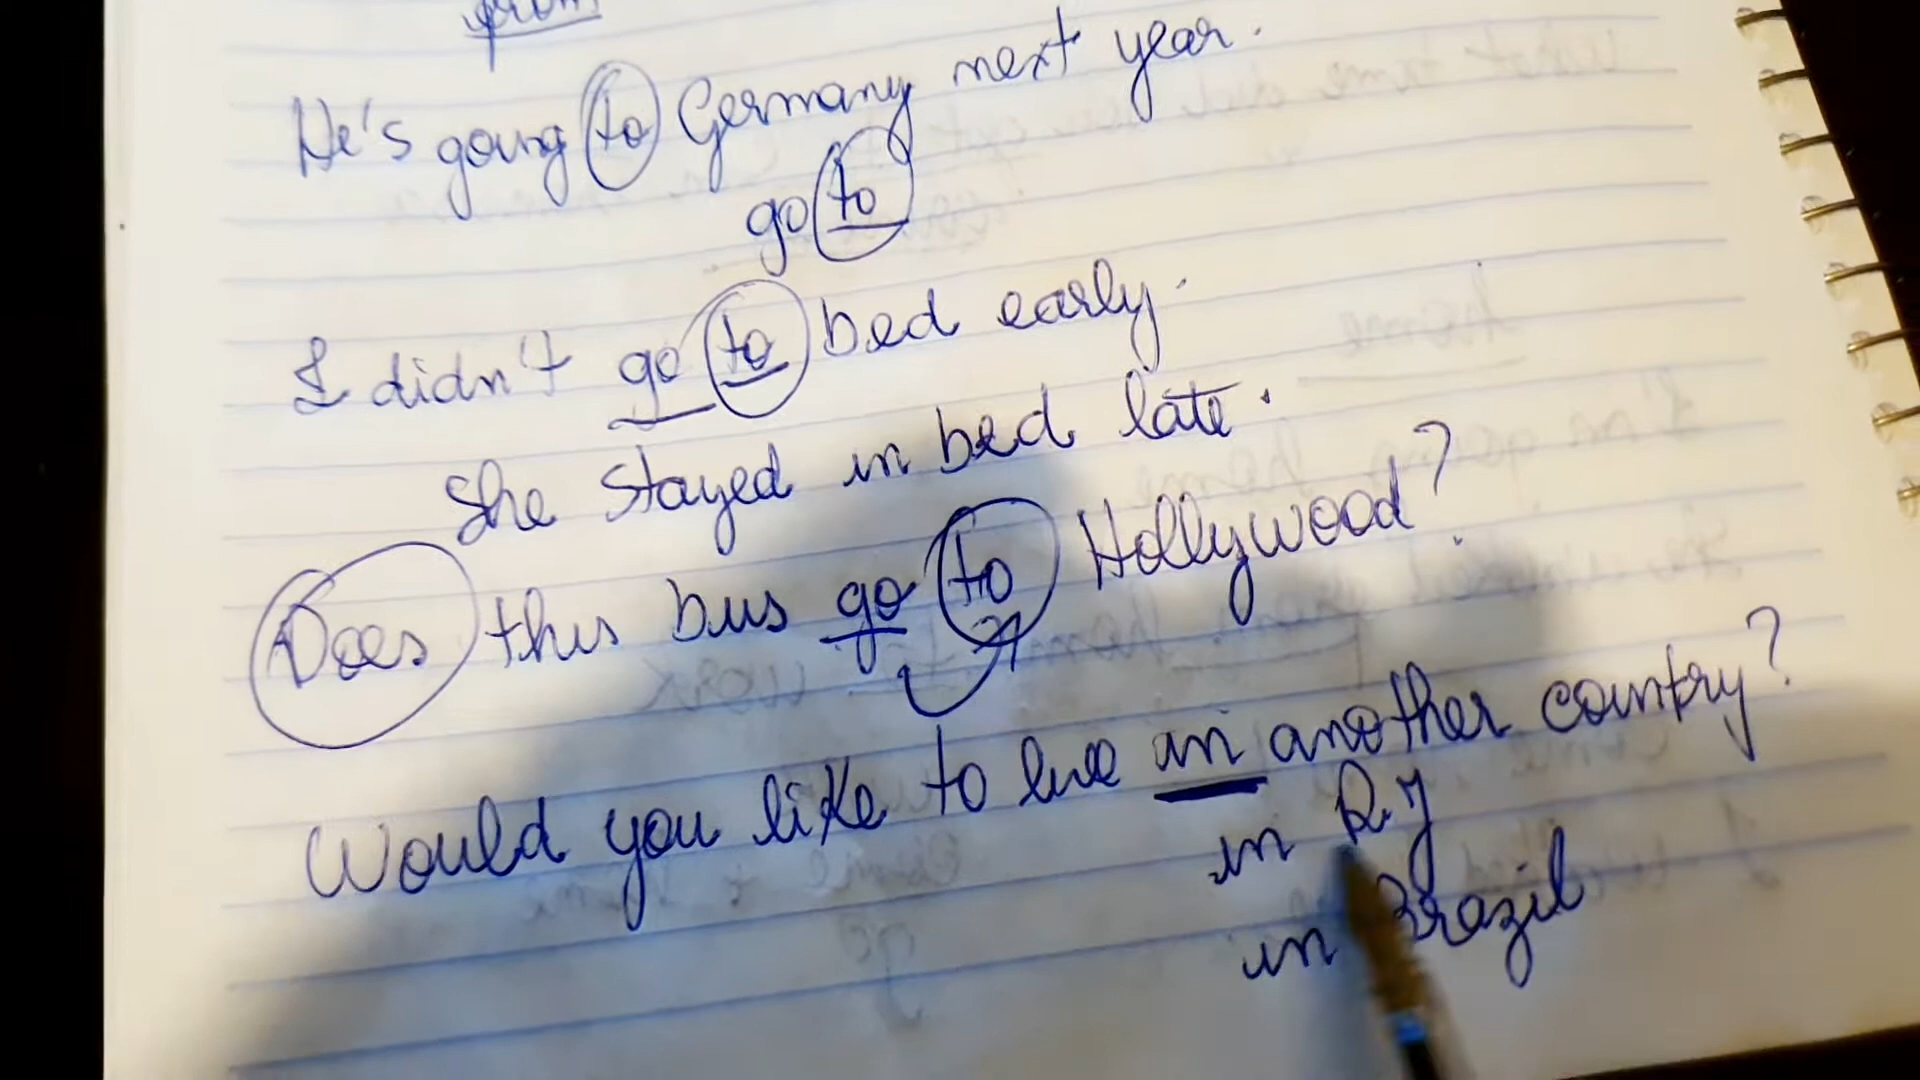 from
He's going to Germany next year.
go to
I didn't go to bed early.
She stayed in bed late.
Does this bus go to Hollywood?
Would you like to live in another country?
in R.J
in Brazil